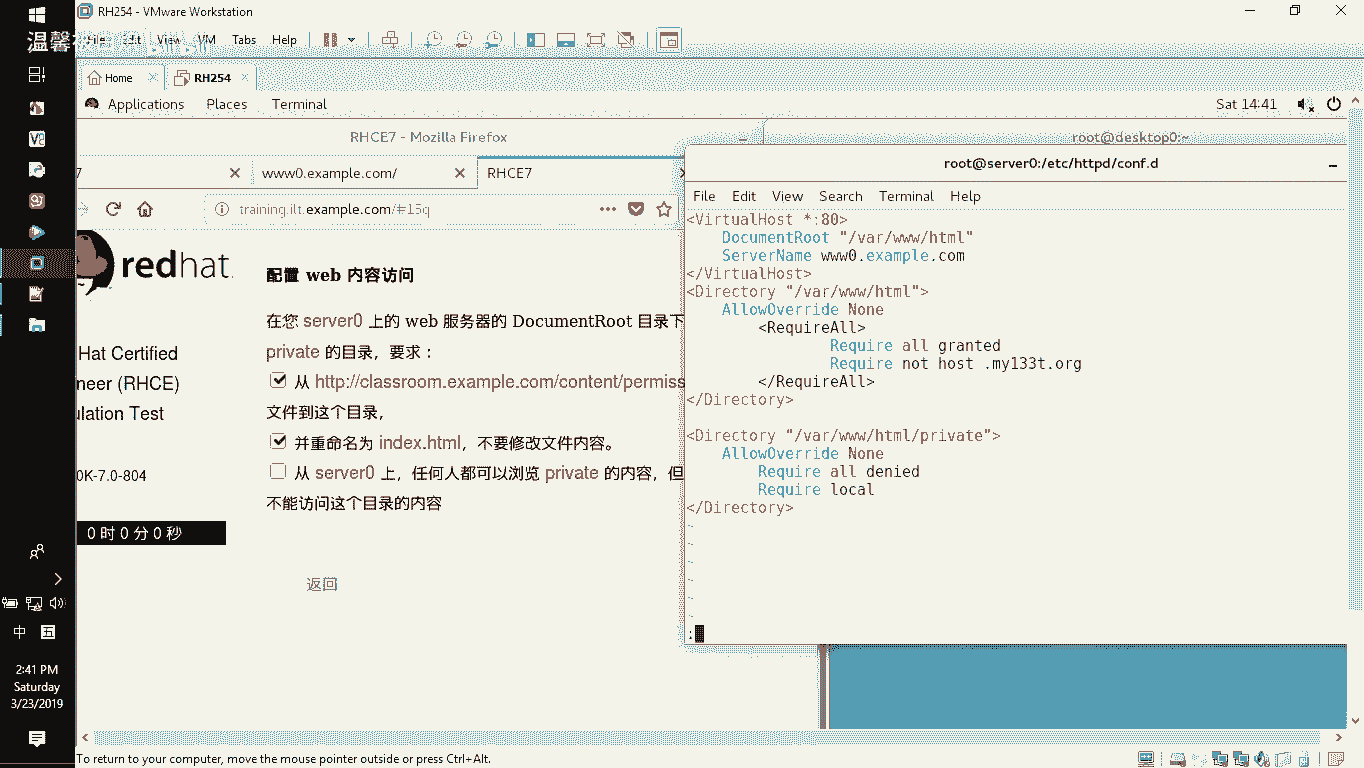 RH254 - VMware Workstation
温馨
Edit View VM Tabs Help
Home
RH254
Applications Places Terminal
Sat 14:41
RHCE7 - Mozilla Firefox
root@desktop0:~
7
www0.example.com/
RHCE7
training.ilt.example.com/#15q
redhat.
Hat Certified
neer (RHCE)
ulation Test
0K-7.0-804
0 时 0 分 0 秒
配置 web 内容访问
在您 server0 上的 web 服务器的 DocumentRoot 目录下
private 的目录，要求：
从 http://classroom.example.com/content/permiss
文件到这个目录，
并重命名为 index.html，不要修改文件内容。
从 server0 上，任何人都可以浏览 private 的内容，但
不能访问这个目录的内容
返回
root@server0:/etc/httpd/conf.d
File Edit View Search Terminal Help
<VirtualHost *:80>
DocumentRoot "/var/www/html"
ServerName www0.example.com
</VirtualHost>
<Directory "/var/www/html">
AllowOverride None
<RequireAll>
Require all granted
Require not host .my133t.org
</RequireAll>
</Directory>
<Directory "/var/www/html/private">
AllowOverride None
Require all denied
Require local
</Directory>
~
~
~
~
~
~
:
中 五
2:41 PM
Saturday
3/23/2019
To return to your computer, move the mouse pointer outside or press Ctrl+Alt.